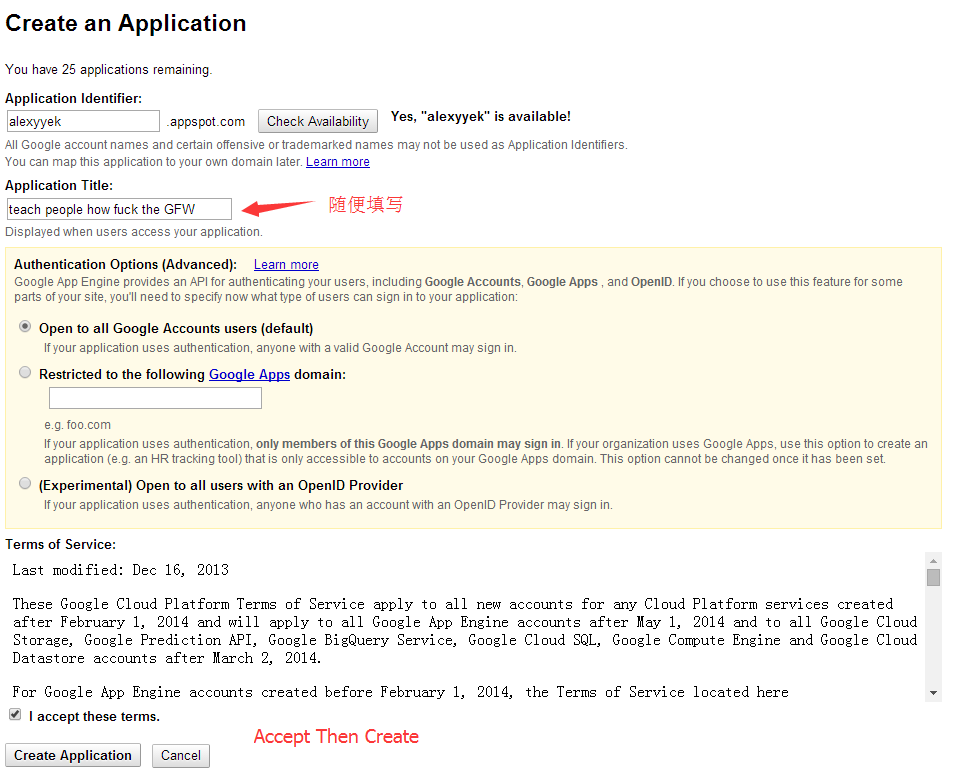 Create an Application
You have 25 applications remaining.
Application Identifier:
alexyyek .appspot.com Check Availability Yes, "alexyyek" is available!
All Google account names and certain offensive or trademarked names may not be used as Application Identifiers.
You can map this application to your own domain later. Learn more
Application Title:
teach people how fuck the GFW 随便填写
Displayed when users access your application.
Authentication Options (Advanced): Learn more
Google App Engine provides an API for authenticating your users, including Google Accounts, Google Apps , and OpenID. If you choose to use this feature for some
parts of your site, you'll need to specify now what type of users can sign in to your application:
Open to all Google Accounts users (default)
If your application uses authentication, anyone with a valid Google Account may sign in.
Restricted to the following Google Apps domain:
e.g. foo.com
If your application uses authentication, only members of this Google Apps domain may sign in. If your organization uses Google Apps, use this option to create an
application (e.g. an HR tracking tool) that is only accessible to accounts on your Google Apps domain. This option cannot be changed once it has been set.
(Experimental) Open to all users with an OpenID Provider
If your application uses authentication, anyone who has an account with an OpenID Provider may sign in.
Terms of Service:
Last modified: Dec 16, 2013
These Google Cloud Platform Terms of Service apply to all new accounts for any Cloud Platform services created
after February 1, 2014 and will apply to all Google App Engine accounts after May 1, 2014 and to all Google Cloud
Storage, Google Prediction API, Google BigQuery Service, Google Cloud SQL, Google Compute Engine and Google Cloud
Datastore accounts after March 2, 2014.
For Google App Engine accounts created before February 1, 2014, the Terms of Service located here
I accept these terms.
Accept Then Create
Create Application Cancel